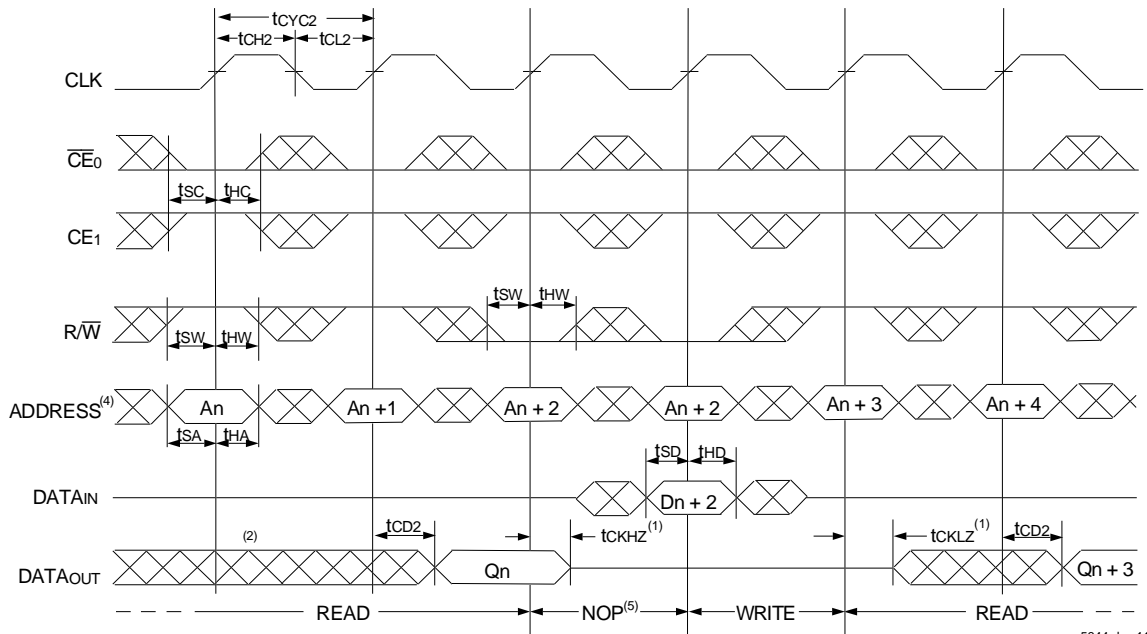 tCYC2
tCH2 tCL2
CLK
CE0
tSC tHC
CE1
tSW tHW
R/W
tSW tHW
ADDRESS(4) An An +1 An + 2 An + 2 An + 3 An + 4
tSA tHA
tSD tHD
DATAIN Dn + 2
(2) tCD2 tCKHZ(1) tCKLZ(1) tCD2
DATAOUT Qn Qn + 3
READ NOP(5) WRITE READ